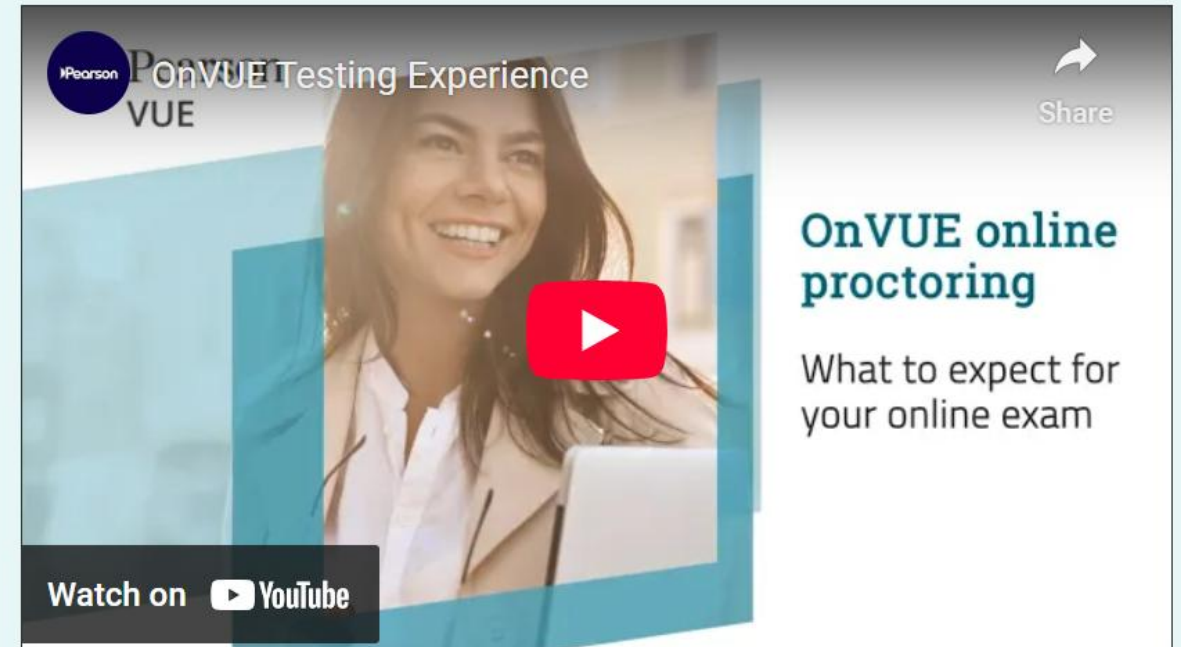 Pearson
Pearson
VUE
OnVUE Testing Experience
Share
OnVUE online
proctoring
What to expect for
your online exam
Watch on YouTube